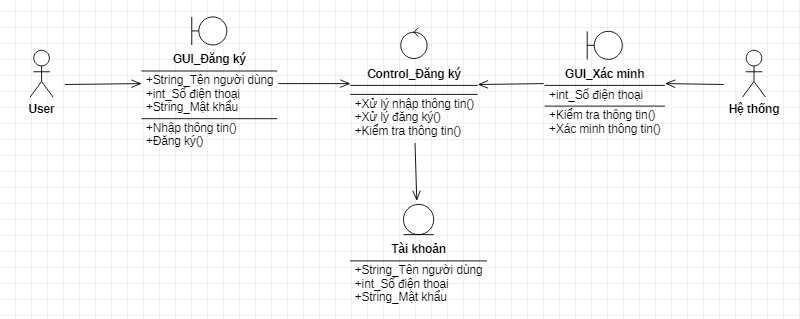 User
GUI_Đăng ký
+String_Tên người dùng
+int_Số điện thoại
+String_Mật khẩu
+Nhập thông tin()
+Đăng ký()
Control_Đăng ký
+Xử lý nhập thông tin()
+Xử lý đăng ký()
+Kiểm tra thông tin()
GUI_Xác minh
+int_Số điện thoại
+Kiểm tra thông tin()
+Xác minh thông tin()
Hệ thống
Tài khoản
+String_Tên người dùng
+int_Số điện thoại
+String_Mật khẩu